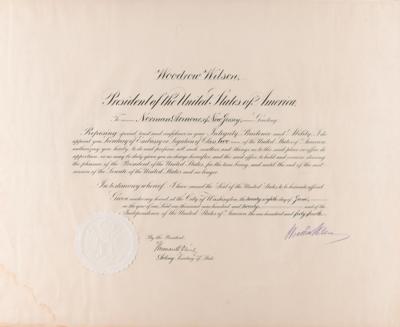 Woodrow Wilson,
President of the United States of America.
To Norman Armour, of New Jersey, Greeting:
Reposing special trust and confidence in your Integrity, Prudence and Ability, I do
appoint you Secretary of Embassy or Legation of Class Two of the United States of America
authorizing you hereby to do and perform all such matters and things as to the said place or office do
appertain, or as may be duly given you in charge hereafter, and the said office to hold and exercise during
the pleasure of the President of the United States, for the time being, and until the end of the next
session of the Senate of the United States and no longer.
In testimony whereof, I have caused the Seal of the United States to be hereunto affixed.
Given under my hand at the City of Washington, the twenty eighth day of June,
in the year of our Lord one thousand nine hundred and twenty, and of the
Independence of the United States of America the one hundred and forty fourth.
By the President:
Woodrow Wilson
Acting Secretary of State.